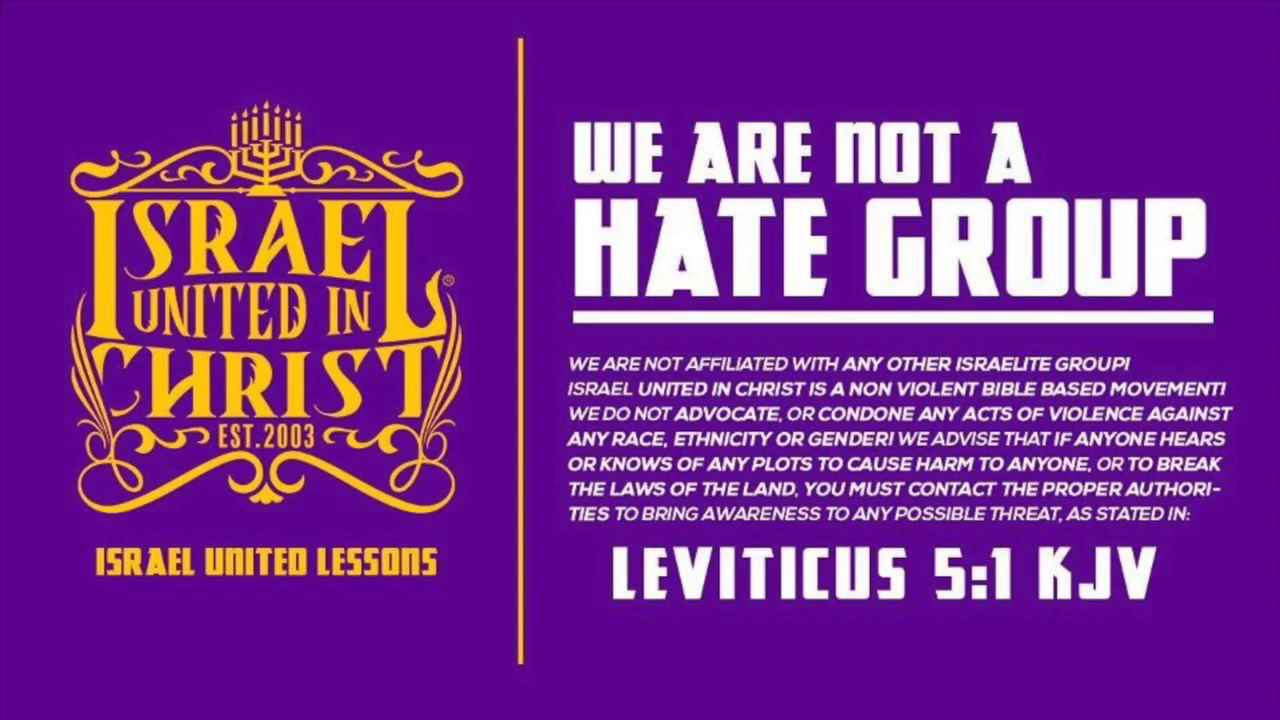 ISRAEL
UNITED IN
CHRIST
®
EST.2003
ISRAEL UNITED LESSONS
WE ARE NOT A
HATE GROUP
WE ARE NOT AFFILIATED WITH ANY OTHER ISRAELITE GROUP!
ISRAEL UNITED IN CHRIST IS A NON VIOLENT BIBLE BASED MOVEMENT!
WE DO NOT ADVOCATE, OR CONDONE ANY ACTS OF VIOLENCE AGAINST
ANY RACE, ETHNICITY OR GENDER! WE ADVISE THAT IF ANYONE HEARS
OR KNOWS OF ANY PLOTS TO CAUSE HARM TO ANYONE, OR TO BREAK
THE LAWS OF THE LAND, YOU MUST CONTACT THE PROPER AUTHORI-
TIES TO BRING AWARENESS TO ANY POSSIBLE THREAT, AS STATED IN:
LEVITICUS 5:1 KJV